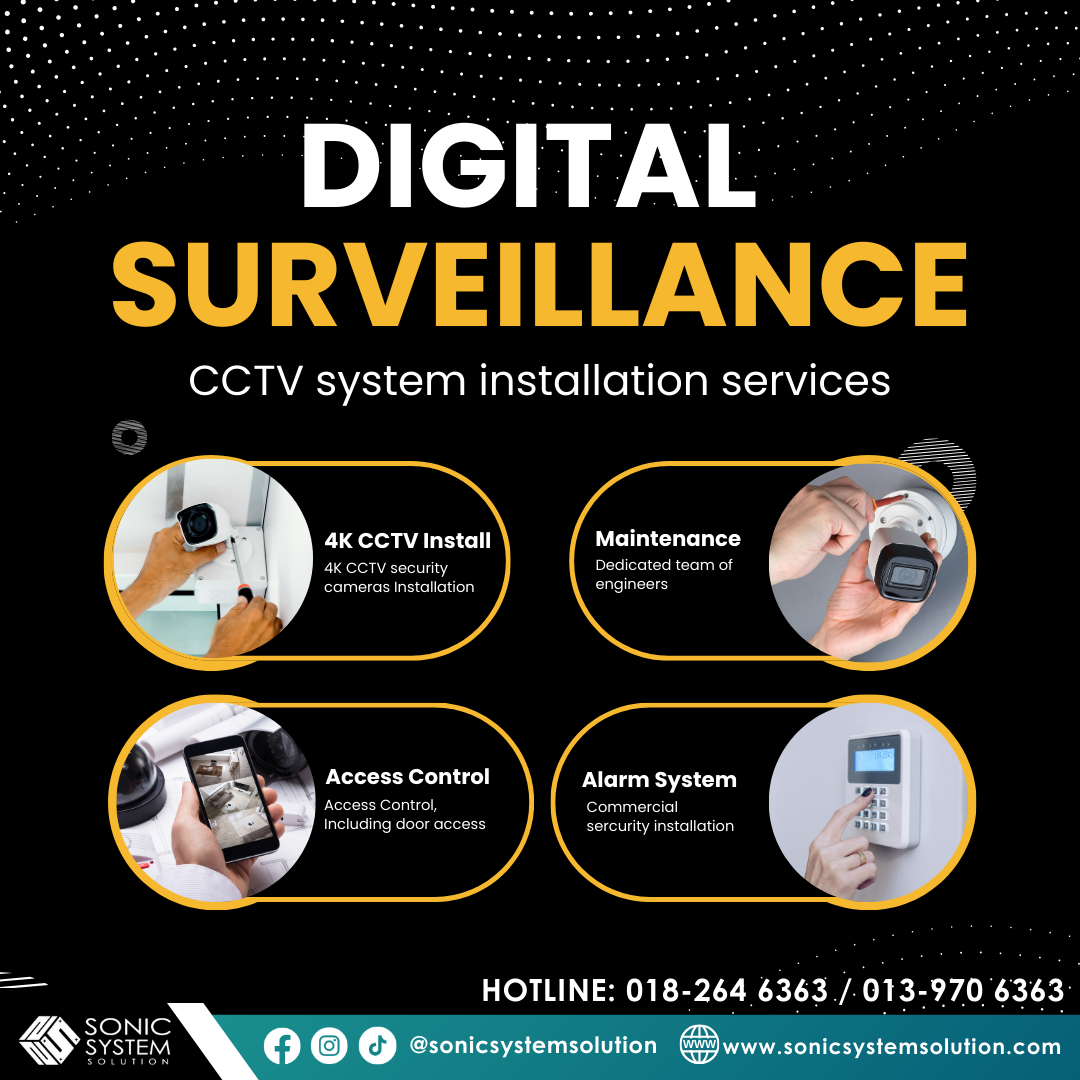 DIGITAL
SURVEILLANCE
CCTV system installation services
4K CCTV Install
4K CCTV security
cameras Installation
Maintenance
Dedicated team of
engineers
Access Control
Access Control,
Including door access
Alarm System
Commercial
sercurity installation
HOTLINE: 018-264 6363 / 013-970 6363
SONIC
SYSTEM
SOLUTION
@sonicsystemsolution
www
www.sonicsystemsolution.com